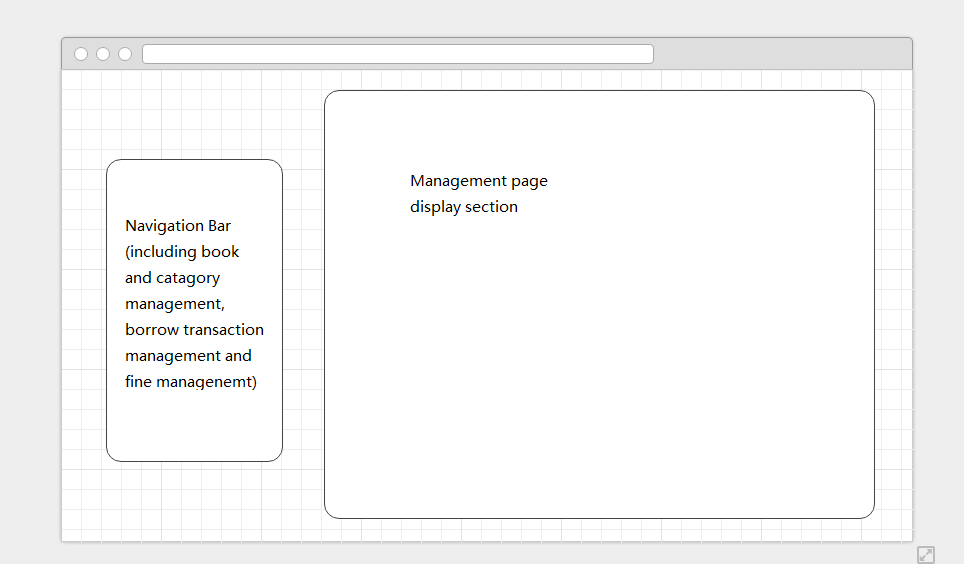 Navigation Bar
(including book
and catagory
management,
borrow transaction
management and
fine managenemt)
Management page
display section